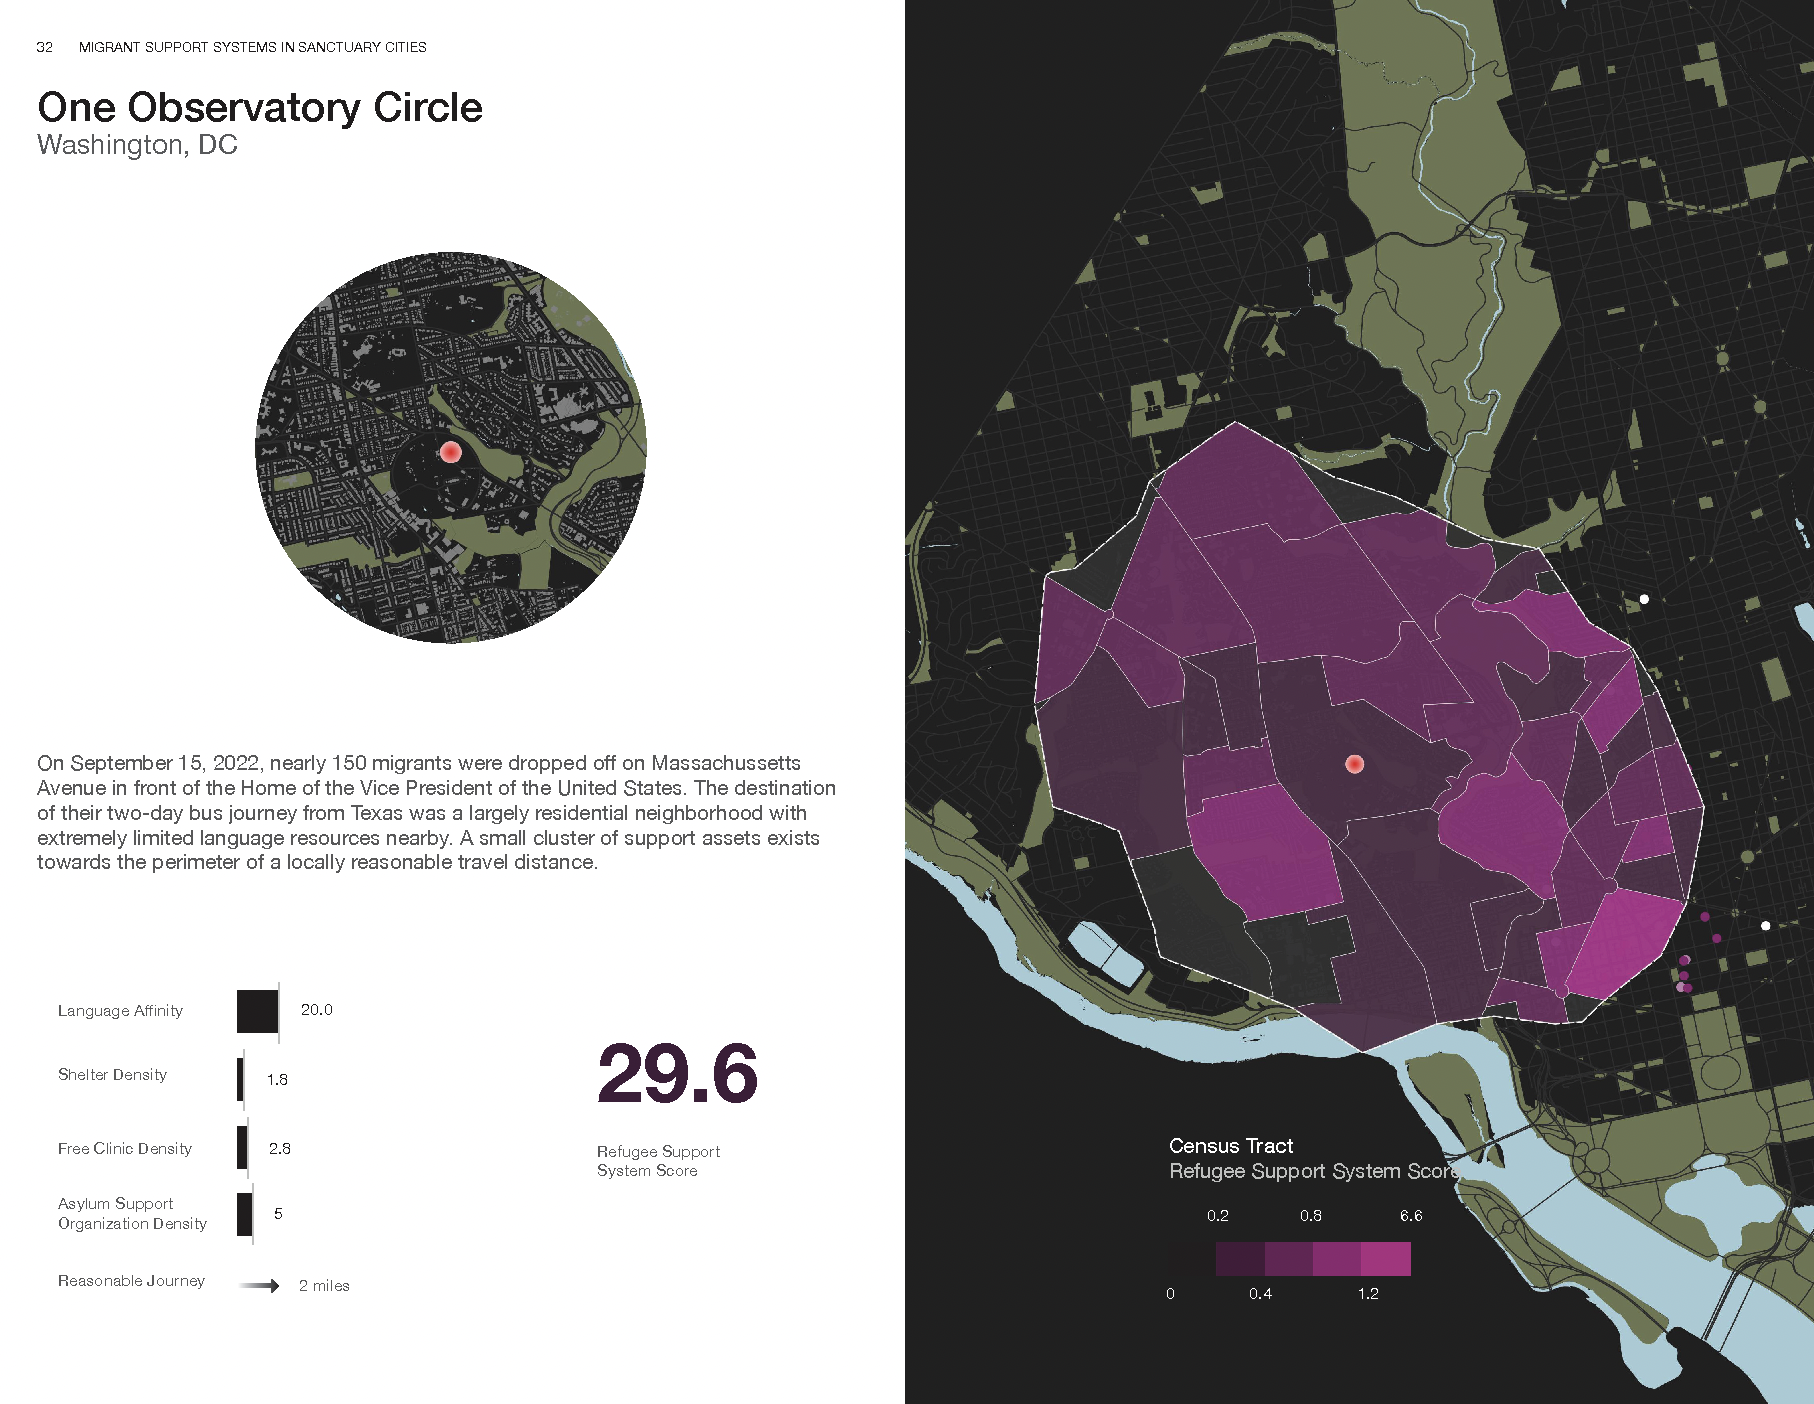 32 MIGRANT SUPPORT SYSTEMS IN SANCTUARY CITIES
One Observatory Circle
Washington, DC
On September 15, 2022, nearly 150 migrants were dropped off on Massachussetts
Avenue in front of the Home of the Vice President of the United States. The destination
of their two-day bus journey from Texas was a largely residential neighborhood with
extremely limited language resources nearby. A small cluster of support assets exists
towards the perimeter of a locally reasonable travel distance.
Language Affinity 20.0
Shelter Density 1.8
Free Clinic Density 2.8
Asylum Support
Organization Density 5
Reasonable Journey 2 miles
29.6
Refugee Support
System Score
Census Tract
Refugee Support System Score
0.2 0.8 6.6
0 0.4 1.2